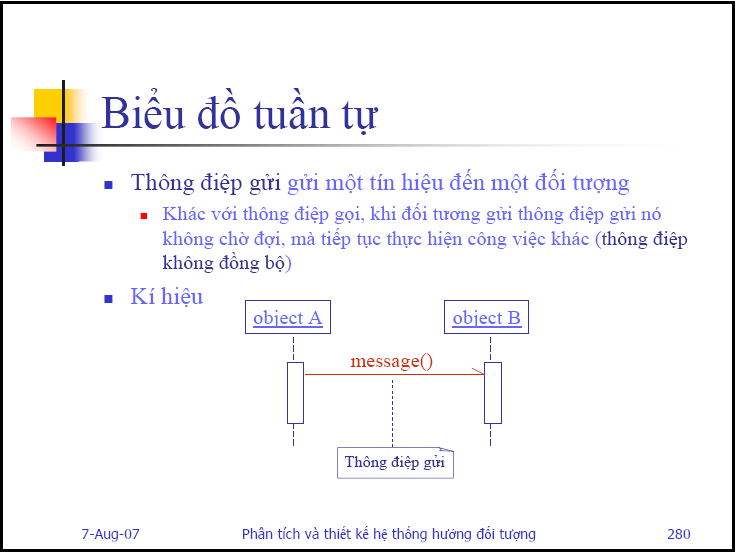 Biểu đồ tuần tự
Thông điệp gửi gửi một tín hiệu đến một đối tượng
Khác với thông điệp gọi, khi đối tương gửi thông điệp gửi nó
không chờ đợi, mà tiếp tục thực hiện công việc khác (thông điệp
không đồng bộ)
Kí hiệu
object A
object B
message()
Thông điệp gửi
7-Aug-07
Phân tích và thiết kế hệ thống hướng đối tượng
280